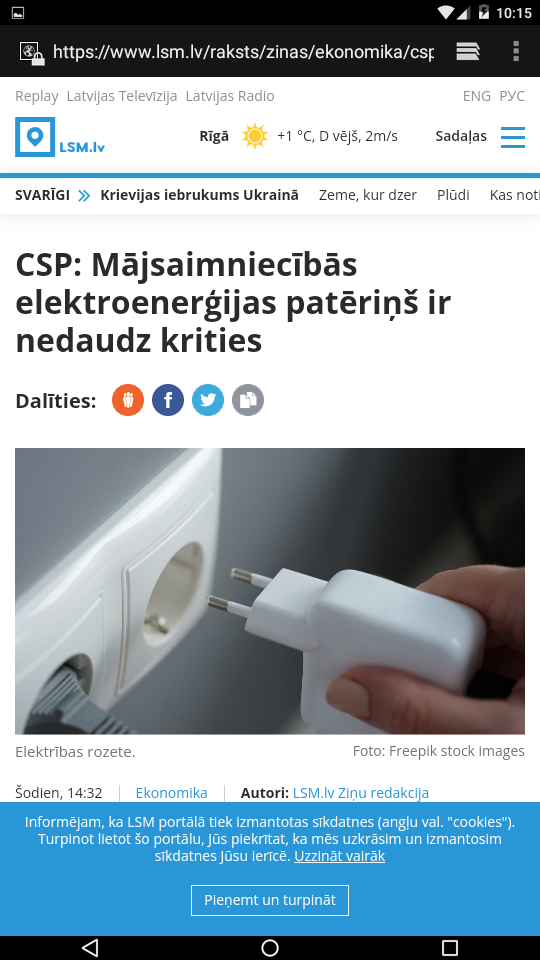 10:15
https://www.lsm.lv/raksts/zinas/ekonomika/csp
Replay Latvijas Televīzija Latvijas Radio ENG РУС
LSM.lv Rīgā +1 °C, D vējš, 2m/s Sadaļas
SVARĪGI Krievijas iebrukums Ukrainā Zeme, kur dzer Plūdi Kas noti
CSP: Mājsaimniecībās
elektroenerģijas patēriņš ir
nedaudz krities
Dalīties:
Elektrības rozete. Foto: Freepik stock images
Šodien, 14:32 Ekonomika Autori: LSM.lv Ziņu redakcija
Informējam, ka LSM portālā tiek izmantotas sīkdatnes (angļu val. "cookies").
Turpinot lietot šo portālu, Jūs piekrītat, ka mēs uzkrāsim un izmantosim
sīkdatnes Jūsu ierīcē. Uzzināt vairāk
Pieņemt un turpināt